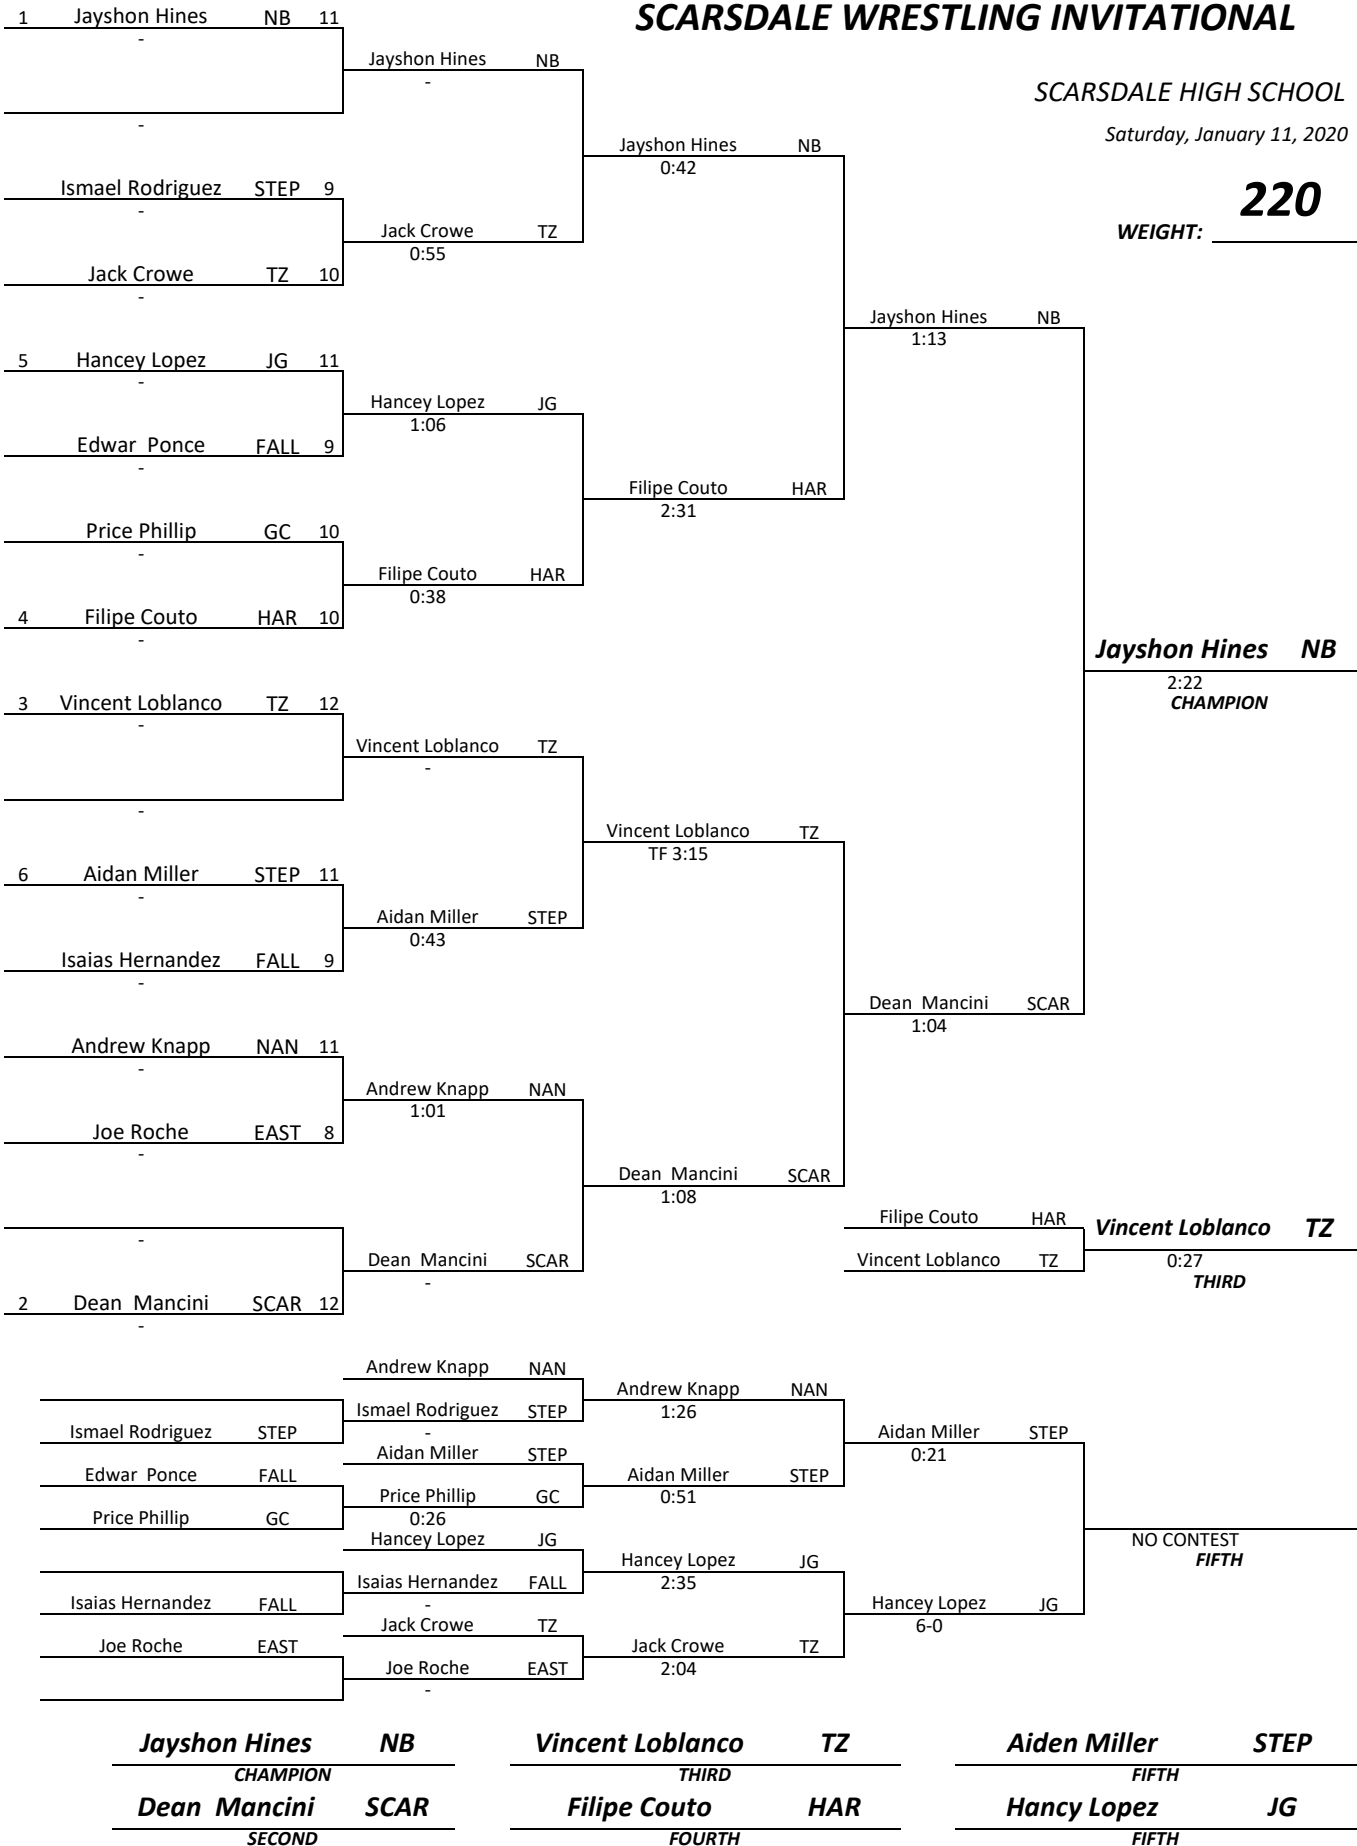 SCARSDALE WRESTLING INVITATIONAL
SCARSDALE HIGH SCHOOL
Saturday, January 11, 2020
220
WEIGHT:
1 Jayshon Hines NB 11
-
-
Ismael Rodriguez STEP 9
-
Jack Crowe TZ 10
-
5 Hancey Lopez JG 11
-
Edwar Ponce FALL 9
-
Price Phillip GC 10
-
4 Filipe Couto HAR 10
-
3 Vincent Loblanco TZ 12
-
-
6 Aidan Miller STEP 11
-
Isaias Hernandez FALL 9
-
Andrew Knapp NAN 11
-
Joe Roche EAST 8
-
-
2 Dean Mancini SCAR 12
-
Jayshon Hines NB
-
Jack Crowe TZ
0:55
Hancey Lopez JG
1:06
Filipe Couto HAR
0:38
Vincent Loblanco TZ
-
Aidan Miller STEP
0:43
Andrew Knapp NAN
1:01
Dean Mancini SCAR
-
Jayshon Hines NB
0:42
Filipe Couto HAR
2:31
Vincent Loblanco TZ
TF 3:15
Dean Mancini SCAR
1:08
Jayshon Hines NB
1:13
Dean Mancini SCAR
1:04
Jayshon Hines NB
2:22
CHAMPION
Filipe Couto HAR
Vincent Loblanco TZ
Vincent Loblanco TZ
0:27
THIRD
Ismael Rodriguez STEP
Edwar Ponce FALL
Price Phillip GC
Isaias Hernandez FALL
Joe Roche EAST
Andrew Knapp NAN
Ismael Rodriguez STEP
-
Aidan Miller STEP
Price Phillip GC
0:26
Hancey Lopez JG
Isaias Hernandez FALL
-
Jack Crowe TZ
Joe Roche EAST
-
Andrew Knapp NAN
1:26
Aidan Miller STEP
0:51
Hancey Lopez JG
2:35
Jack Crowe TZ
2:04
Aidan Miller STEP
0:21
Hancey Lopez JG
6-0
NO CONTEST
FIFTH
Jayshon Hines NB
CHAMPION
Vincent Loblanco TZ
THIRD
Aiden Miller STEP
FIFTH
Dean Mancini SCAR
SECOND
Filipe Couto HAR
FOURTH
Hancy Lopez JG
FIFTH